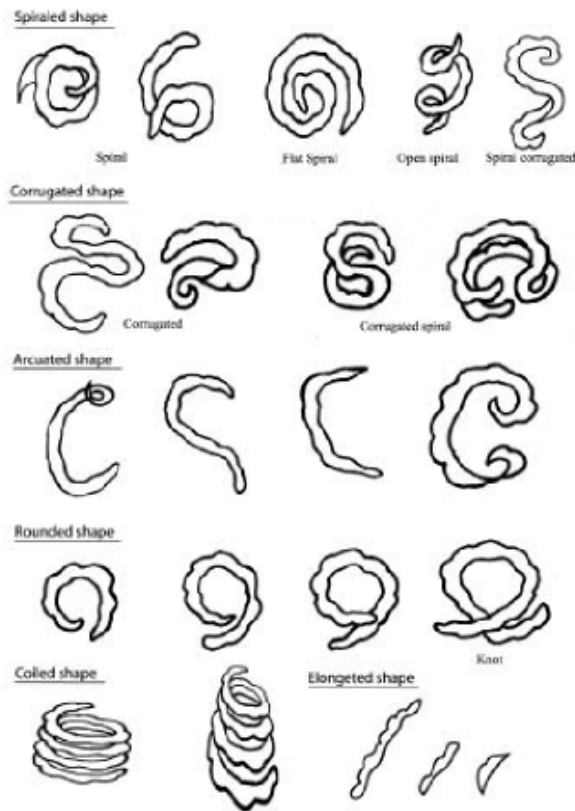 Spiraled shape
Spiral
Flat Spiral
Open spiral
Spiral corrugated
Corrugated shape
Corrugated
Corrugated spiral
Arcuated shape
Rounded shape
Knot
Coiled shape
Elongeted shape